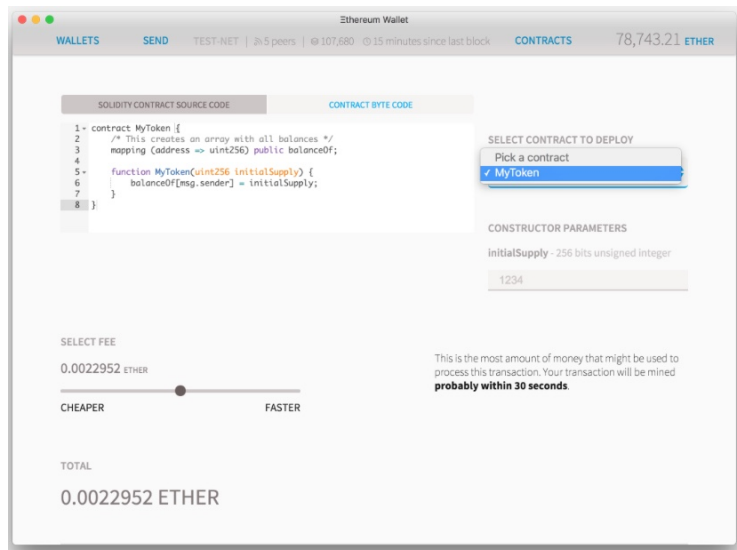 Ξthereum Wallet
WALLETS SEND TEST-NET | 5 peers | 107,680 15 minutes since last block CONTRACTS 78,743.21 ETHER
SOLIDITY CONTRACT SOURCE CODE CONTRACT BYTE CODE
1 contract MyToken {
2 /* This creates an array with all balances */
3 mapping (address => uint256) public balanceOf;
4
5 function MyToken(uint256 initialSupply) {
6 balanceOf[msg.sender] = initialSupply;
7 }
8 }
SELECT CONTRACT TO DEPLOY
Pick a contract
✓ MyToken
CONSTRUCTOR PARAMETERS
initialSupply - 256 bits unsigned integer
1234
SELECT FEE
0.0022952 ETHER
CHEAPER FASTER
This is the most amount of money that might be used to
process this transaction. Your transaction will be mined
probably within 30 seconds.
TOTAL
0.0022952 ETHER